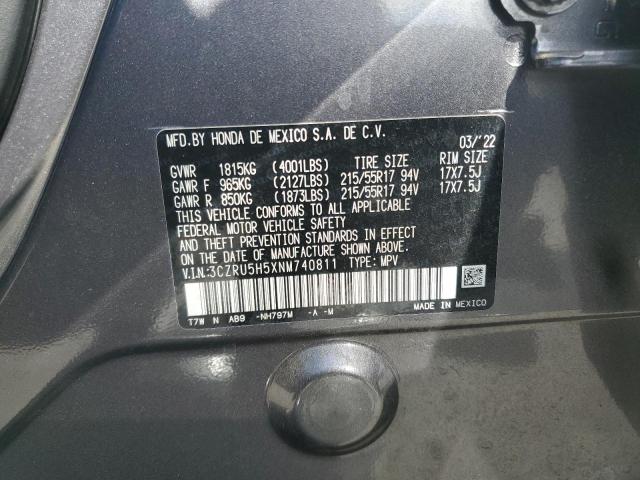 MFD.BY HONDA DE MEXICO S.A. DE C.V. 03/'22
GVWR 1815KG (4001LBS) TIRE SIZE RIM SIZE
GAWR F 965KG (2127LBS) 215/55R17 94V 17X7.5J
GAWR R 850KG (1873LBS) 215/55R17 94V 17X7.5J
THIS VEHICLE CONFORMS TO ALL APPLICABLE
FEDERAL MOTOR VEHICLE SAFETY
AND THEFT PREVENTION STANDARDS IN EFFECT
ON THE DATE OF MANUFACTURE SHOWN ABOVE.
V.I.N:3CZRU5H5XNM740811 TYPE: MPV
T7W N AB9 -NH797M -A -M MADE IN MEXICO